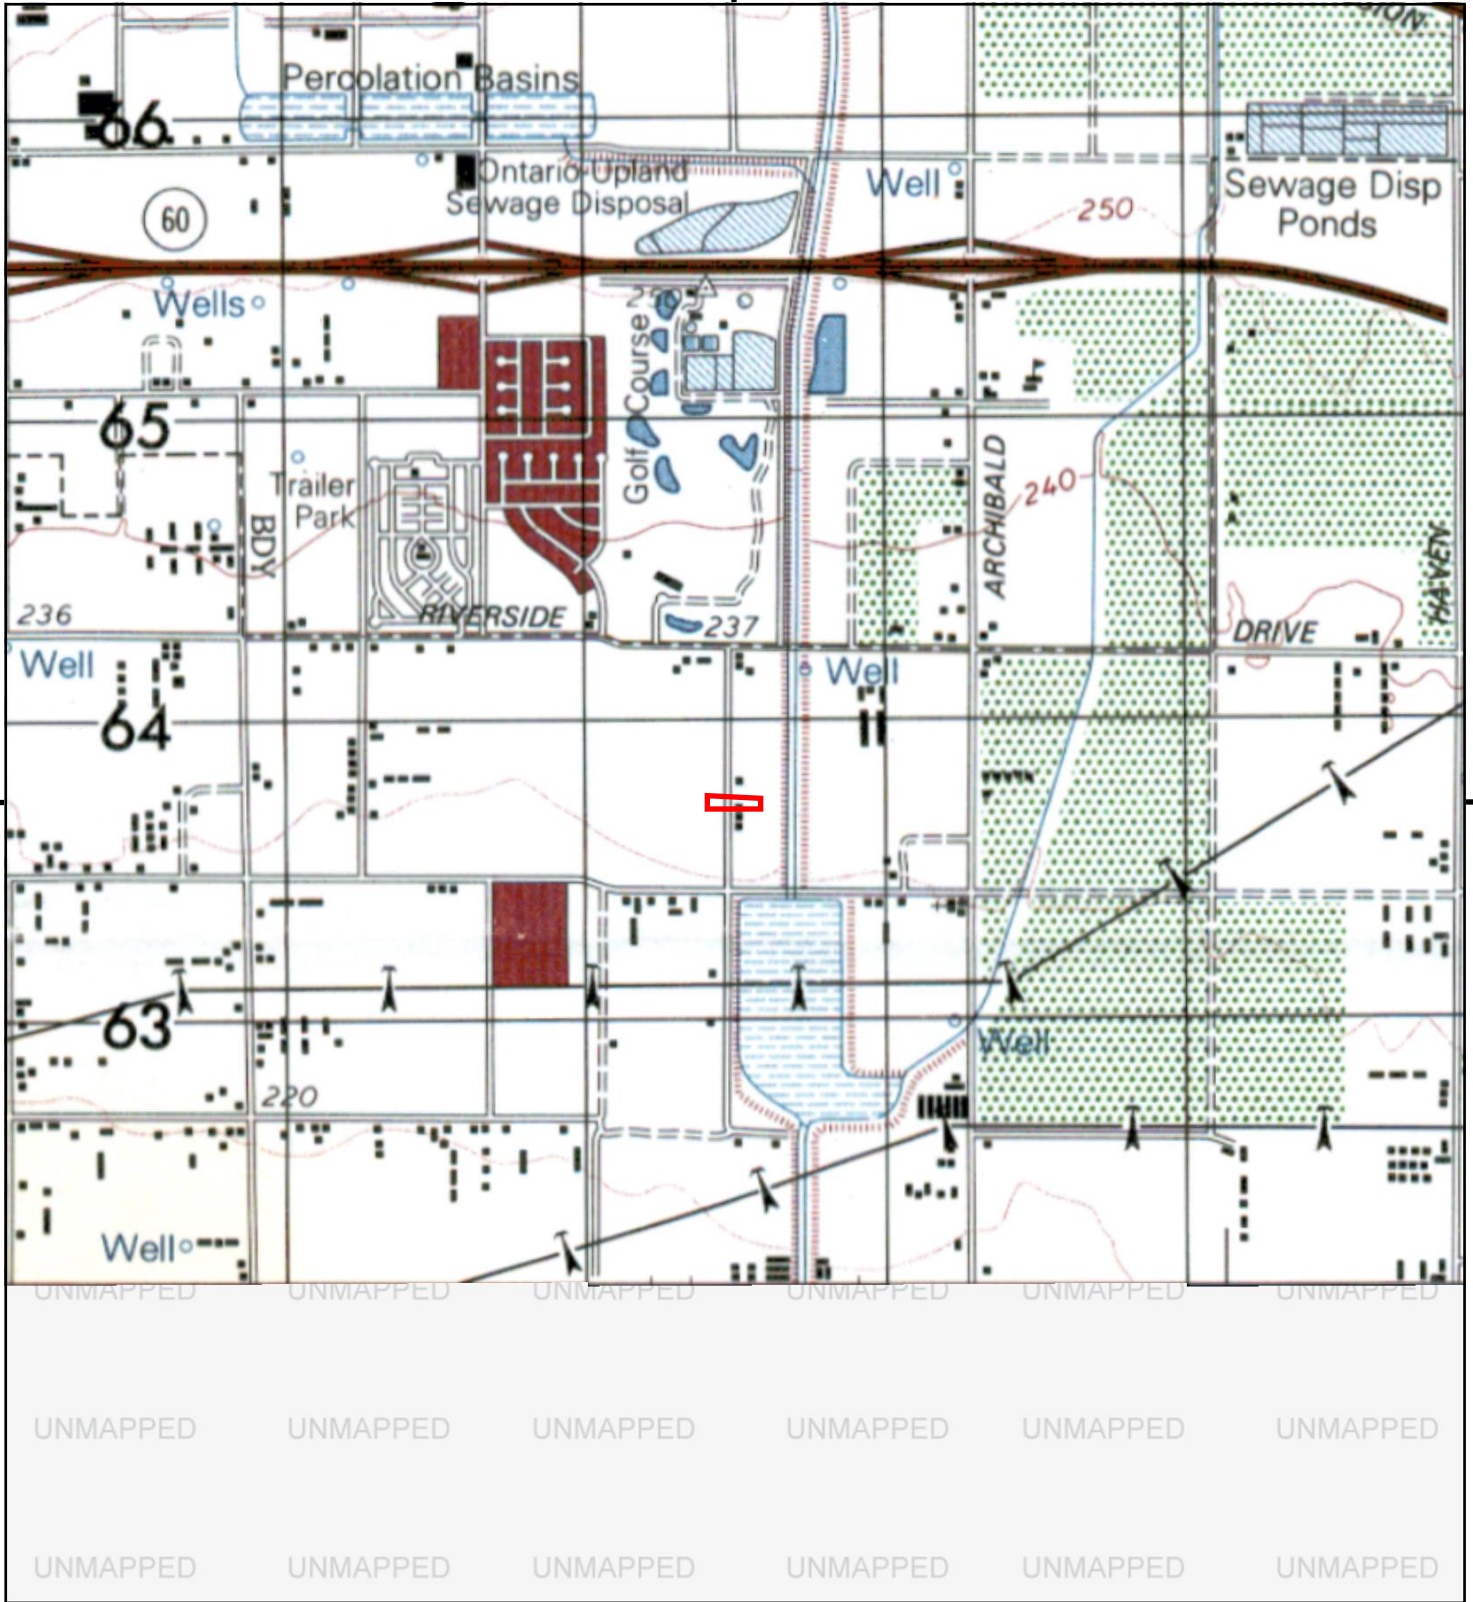 Percolation Basins
66
Ontario-Upland
Sewage Disposal
Well
60
250
Sewage Disp
Ponds
Wells
Golf Course
65
Trailer
Park
BDY
ARCHIBALD
240
HAVEN
236
RIVERSIDE
237
DRIVE
Well
Well
64
63
Well
220
Well
UNMAPPED UNMAPPED UNMAPPED UNMAPPED UNMAPPED UNMAPPED
UNMAPPED UNMAPPED UNMAPPED UNMAPPED UNMAPPED UNMAPPED
UNMAPPED UNMAPPED UNMAPPED UNMAPPED UNMAPPED UNMAPPED